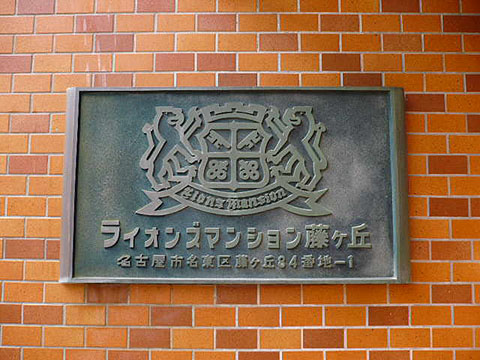 Lions Mansion
ライオンズマンション藤ヶ丘
名古屋市名東区藤ヶ丘94番地-1